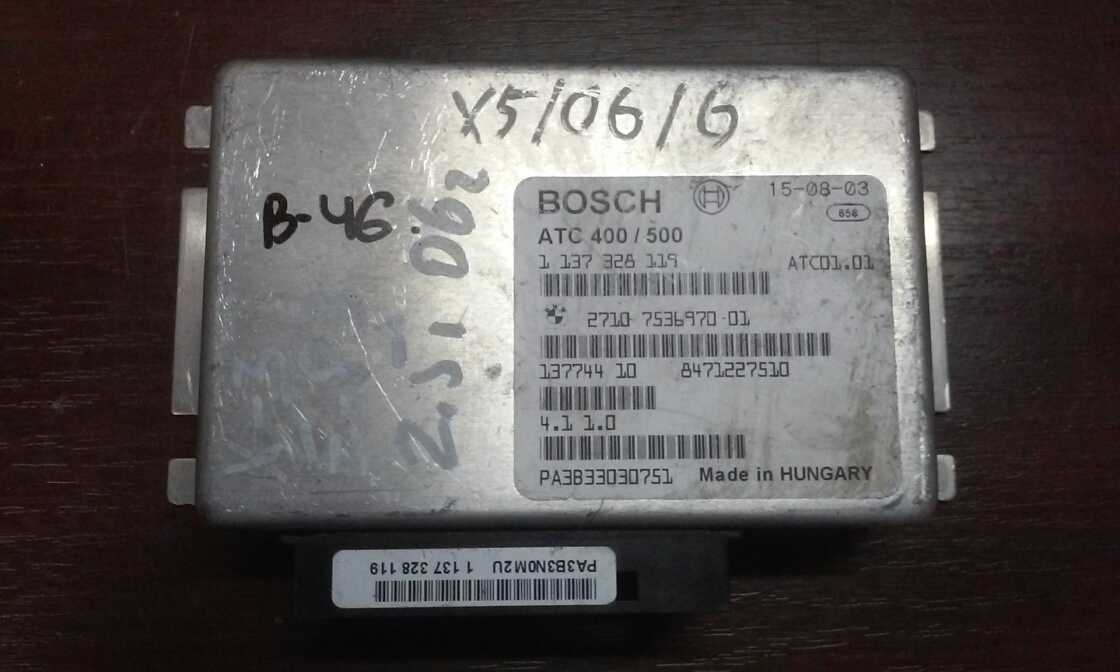 X5/06/G
B-46
BOSCH 15-08-03
658
ATC 400 / 500
1 137 328 119 ATC01.01
2710 7536970 01
137744 10 8471227510
4.1 1.0
PA3B33030751 Made in HUNGARY
PA3B3N0M2U 1 137 328 119